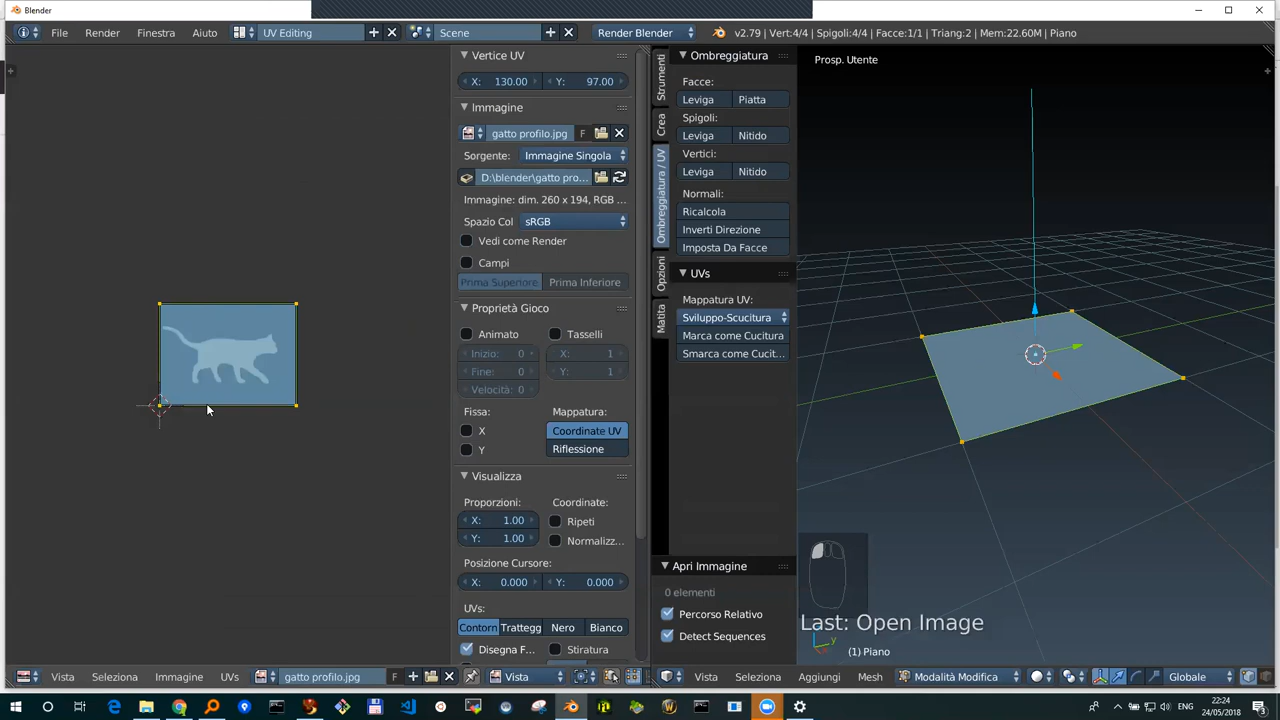 Blender
File Render Finestra Aiuto UV Editing Scene Render Blender v2.79 | Vert:4/4 | Spigoli:4/4 | Facce:1/1 | Triang:2 | Mem:22.60M | Piano
Vertice UV
X: 130.00 Y: 97.00
Immagine
gatto profilo.jpg F
Sorgente: Immagine Singola
D:\blender\gatto pro...
Immagine: dim. 260 x 194, RGB ...
Spazio Col sRGB
Vedi come Render
Campi
Prima Superiore Prima Inferiore
Proprietà Gioco
Animato Tasselli
Inizio: 0 X: 1
Fine: 0 Y: 1
Velocità: 0
Fissa: Mappatura:
X Coordinate UV
Y Riflessione
Visualizza
Proporzioni: Coordinate:
X: 1.00 Ripeti
Y: 1.00 Normalizz...
Posizione Cursore:
X: 0.000 Y: 0.000
UVs:
Contorn Trattegg Nero Bianco
Disegna F... Stiratura
Strumenti
Crea
Ombreggiatura / UV
Opzioni
Matita
Ombreggiatura
Facce:
Leviga Piatta
Spigoli:
Leviga Nitido
Vertici:
Leviga Nitido
Normali:
Ricalcola
Inverti Direzione
Imposta Da Facce
UVs
Mappatura UV:
Sviluppo-Scucitura
Marca come Cucitura
Smarca come Cucit...
Apri Immagine
0 elementi
Percorso Relativo
Detect Sequences
Prosp. Utente
Last: Open Image
y
(1) Piano
Vista Seleziona Immagine UVs gatto profilo.jpg F Vista
Vista Seleziona Aggiungi Mesh Modalità Modifica Globale
ENG 22:24
24/05/2018